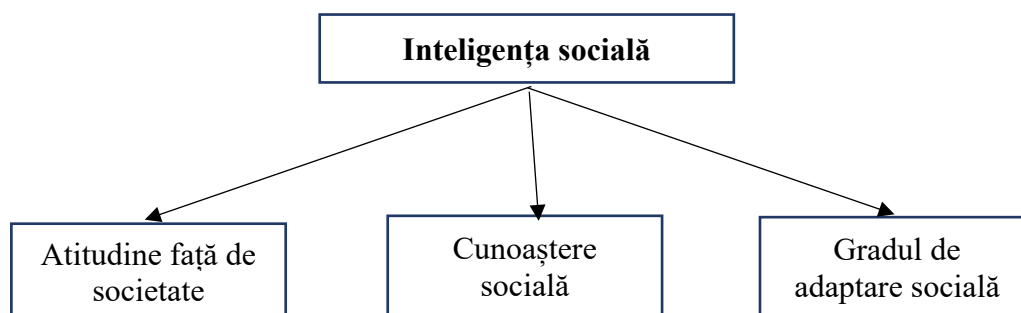 Inteligența socială
Atitudine față de
societate
Cunoaștere
socială
Gradul de
adaptare socială